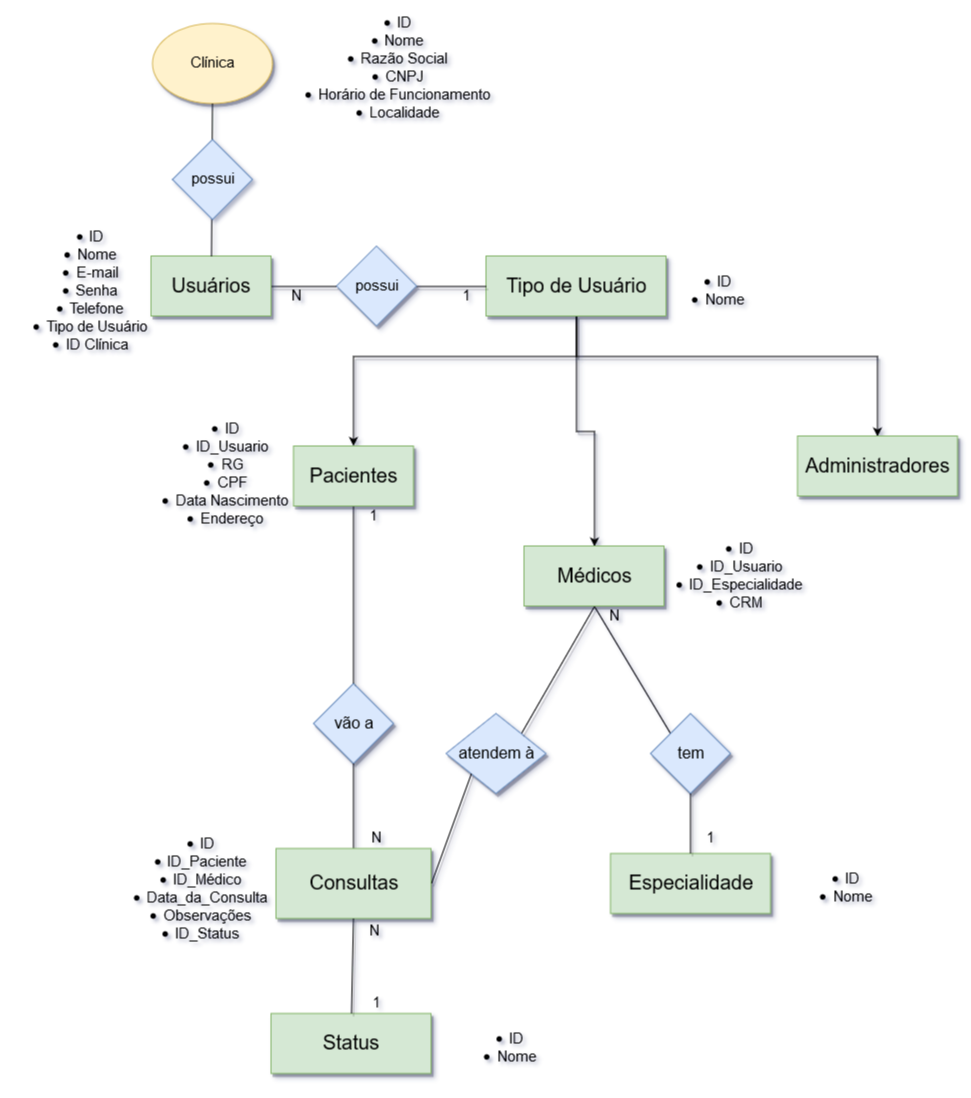 • ID
• Nome
• Razão Social
• CNPJ
• Horário de Funcionamento
• Localidade
Clínica
possui
• ID
• Nome
• E-mail
• Senha
• Telefone
• Tipo de Usuário
• ID Clínica
Usuários
N
possui
1
Tipo de Usuário
• ID
• Nome
• ID
• ID_Usuario
• RG
• CPF
• Data Nascimento
• Endereço
Pacientes
1
Administradores
Médicos
N
• ID
• ID_Usuario
• ID_Especialidade
• CRM
vão a
atendem à
tem
N
1
• ID
• ID_Paciente
• ID_Médico
• Data_da_Consulta
• Observações
• ID_Status
Consultas
N
Especialidade
• ID
• Nome
1
Status
• ID
• Nome